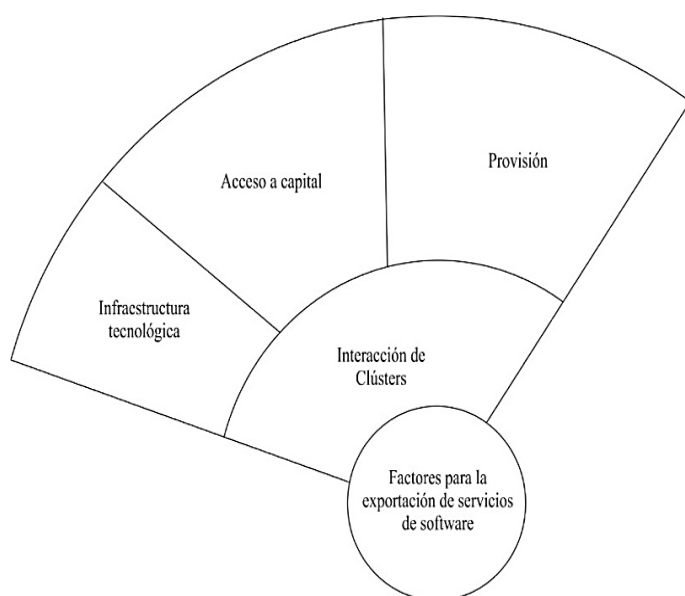 Provisión
Acceso a capital
Infraestructura
tecnológica
Interacción de
Clústers
Factores para la
exportación de servicios
de software